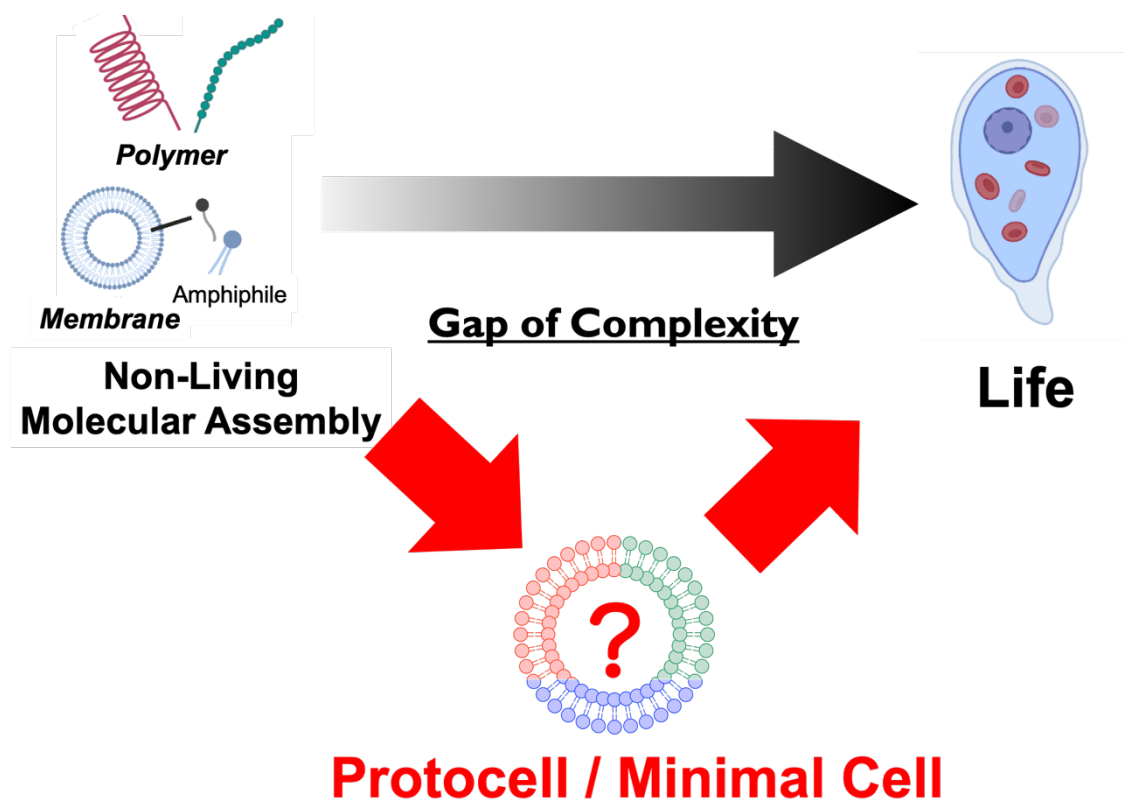 Polymer
Amphiphile
Membrane
Non-Living
Molecular Assembly
Gap of Complexity
Life
?
Protocell / Minimal Cell